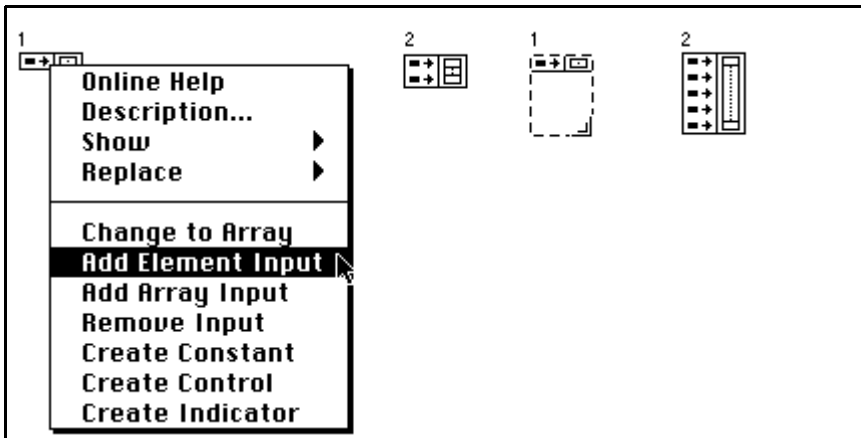 1
2
1
2
Online Help
Description...
Show
Replace
Change to Array
Add Element Input
Add Array Input
Remove Input
Create Constant
Create Control
Create Indicator